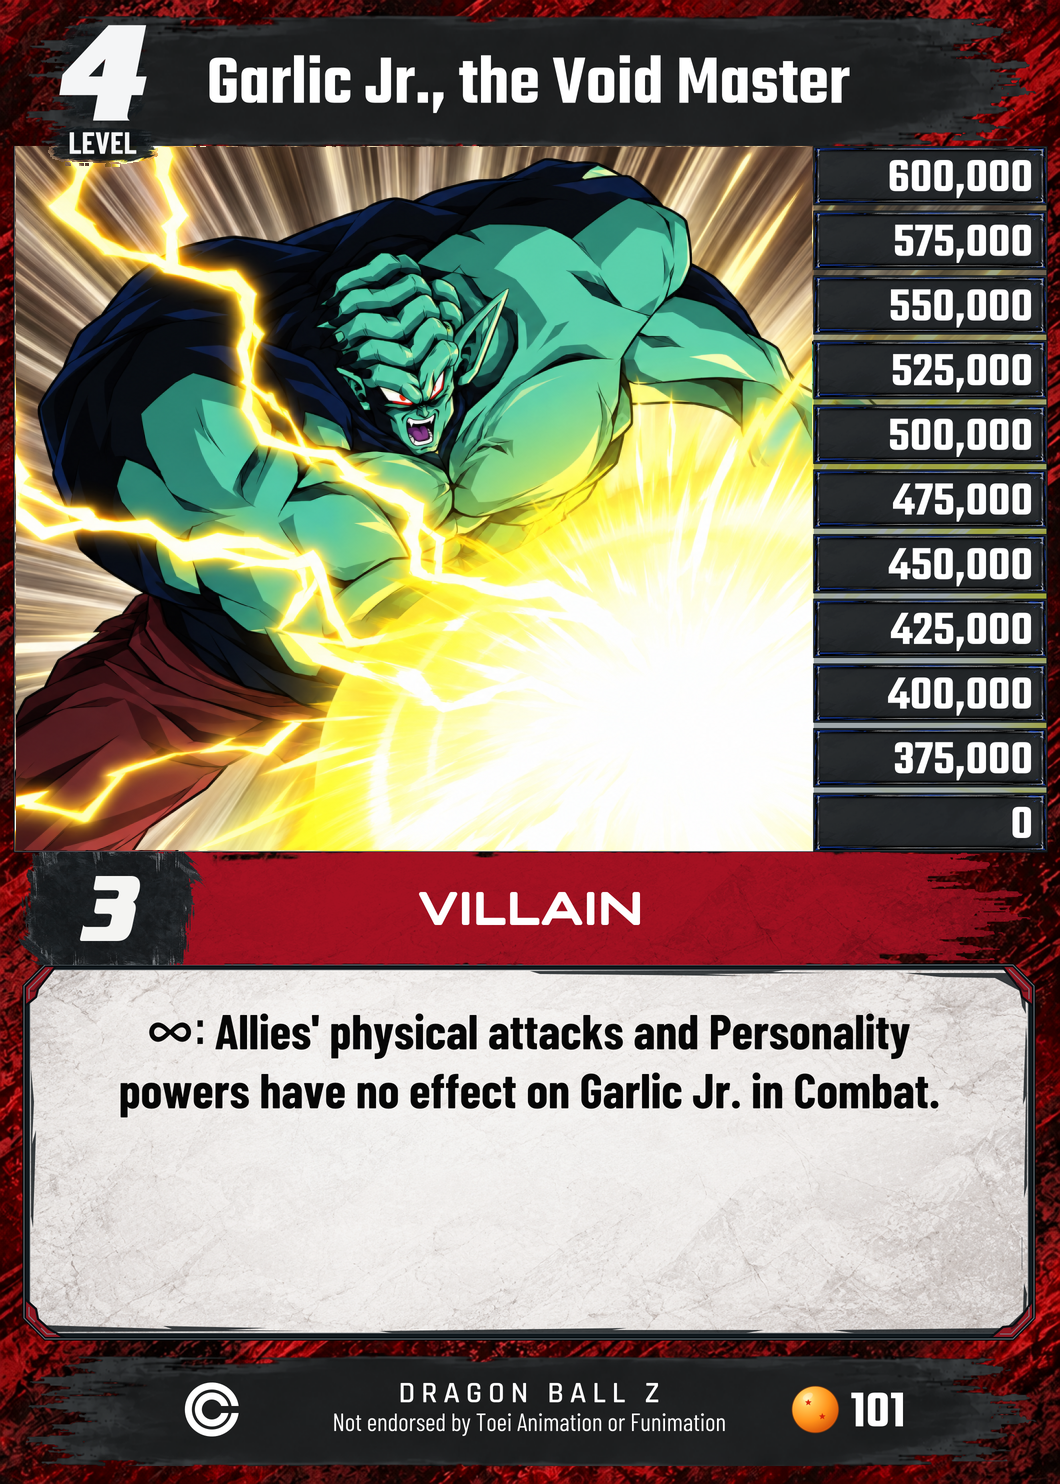 4
LEVEL
Garlic Jr., the Void Master
600,000
575,000
550,000
525,000
500,000
475,000
450,000
425,000
400,000
375,000
0
3
VILLAIN
∞: Allies' physical attacks and Personality
powers have no effect on Garlic Jr. in Combat.
DRAGON BALL Z
Not endorsed by Toei Animation or Funimation
101